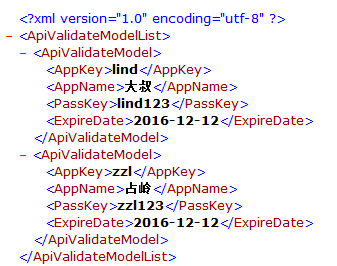 <?xml version="1.0" encoding="utf-8" ?>
- <ApiValidateModelList>
- <ApiValidateModel>
<AppKey>lind</AppKey>
<AppName>大叔</AppName>
<PassKey>lind123</PassKey>
<ExpireDate>2016-12-12</ExpireDate>
</ApiValidateModel>
- <ApiValidateModel>
<AppKey>zzl</AppKey>
<AppName>占岭</AppName>
<PassKey>zzl123</PassKey>
<ExpireDate>2016-12-12</ExpireDate>
</ApiValidateModel>
</ApiValidateModelList>